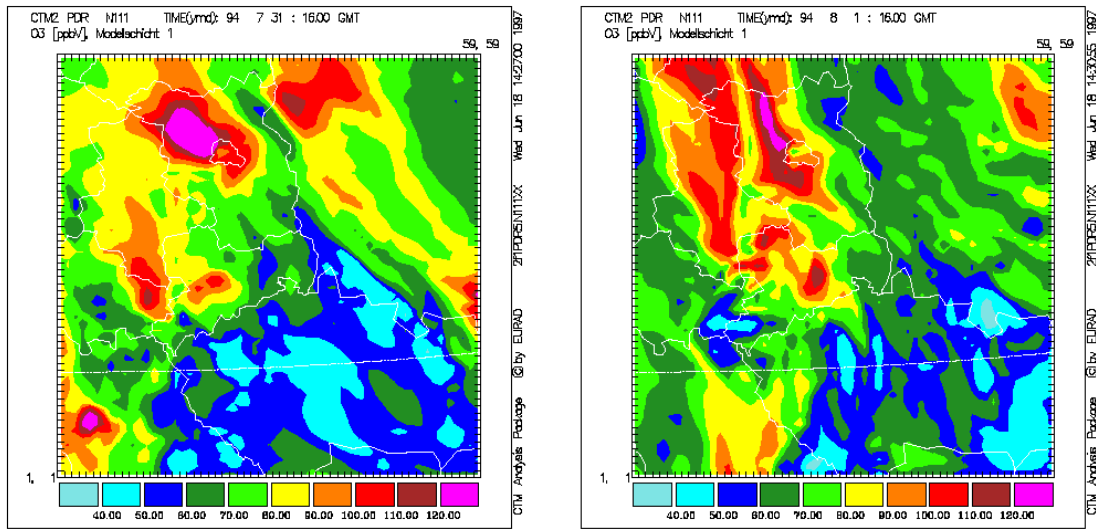 CTM2 PDR N111 TIME(ymd): 94 7 31 : 16.00 GMT
O3 [ppbV], Modellschicht 1
59, 59
1, 1
40.00 50.00 60.00 70.00 80.00 90.00 100.00 110.00 120.00
CTM Analysis Package (C) by EURAD Wed Jun 18 14:27:00 1997
CTM2 PDR N111 TIME(ymd): 94 8 1 : 16.00 GMT
O3 [ppbV], Modellschicht 1
59, 59
1, 1
40.00 50.00 60.00 70.00 80.00 90.00 100.00 110.00 120.00
CTM Analysis Package (C) by EURAD Wed Jun 18 14:30:55 1997